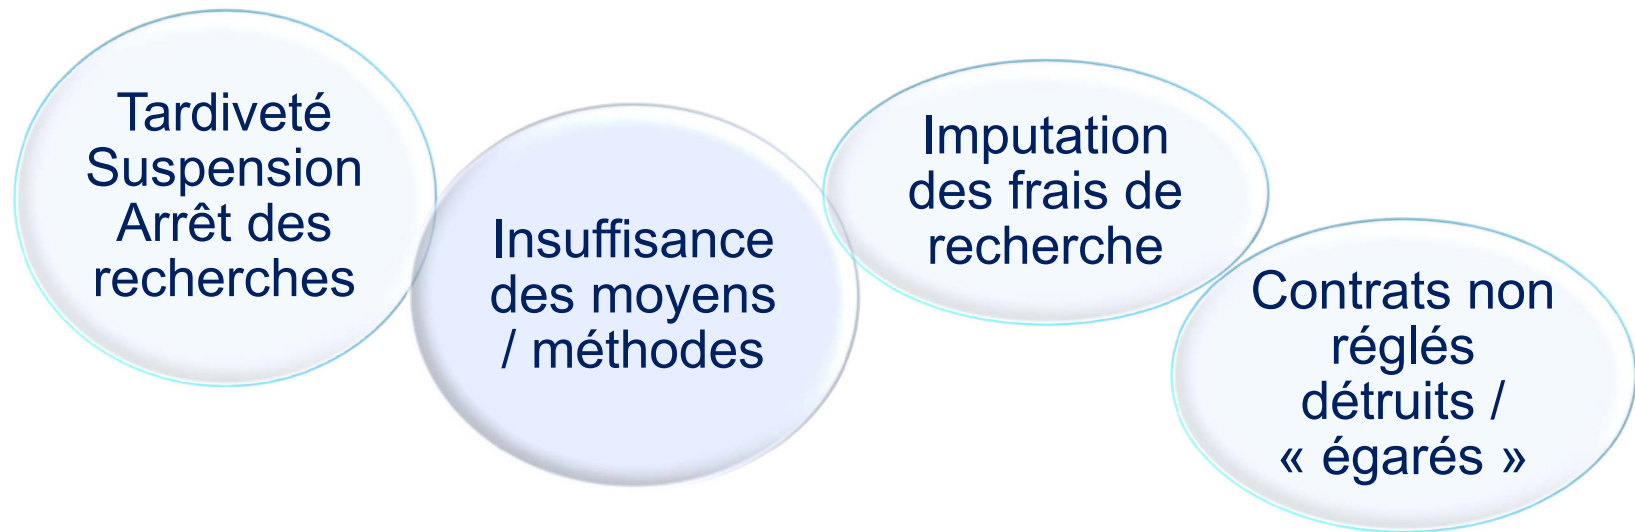 Tardiveté
Suspension
Arrêt des
recherches
Insuffisance
des moyens
/ méthodes
Imputation
des frais de
recherche
Contrats non
réglés
détruits /
« égarés »